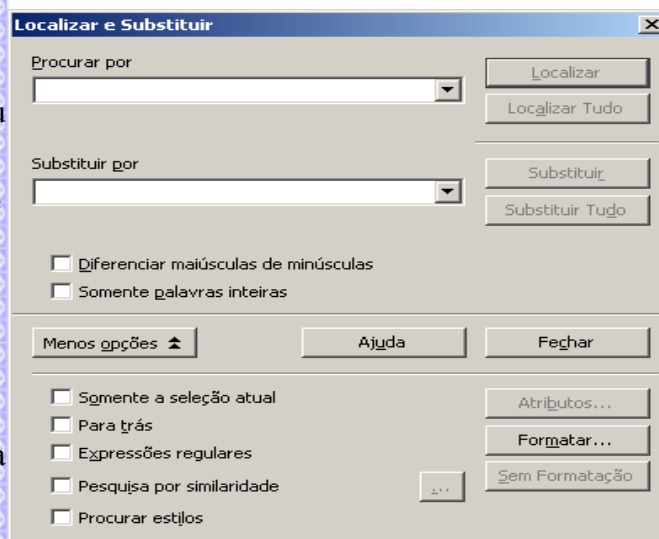 Localizar e Substituir
Procurar por
Localizar
Localizar Tudo
Substituir por
Substituir
Substituir Tudo
Diferenciar maiúsculas de minúsculas
Somente palavras inteiras
Menos opções
Ajuda
Fechar
Somente a seleção atual
Atributos...
Para trás
Formatar...
Expressões regulares
Sem Formatação
Pesquisa por similaridade
...
Procurar estilos